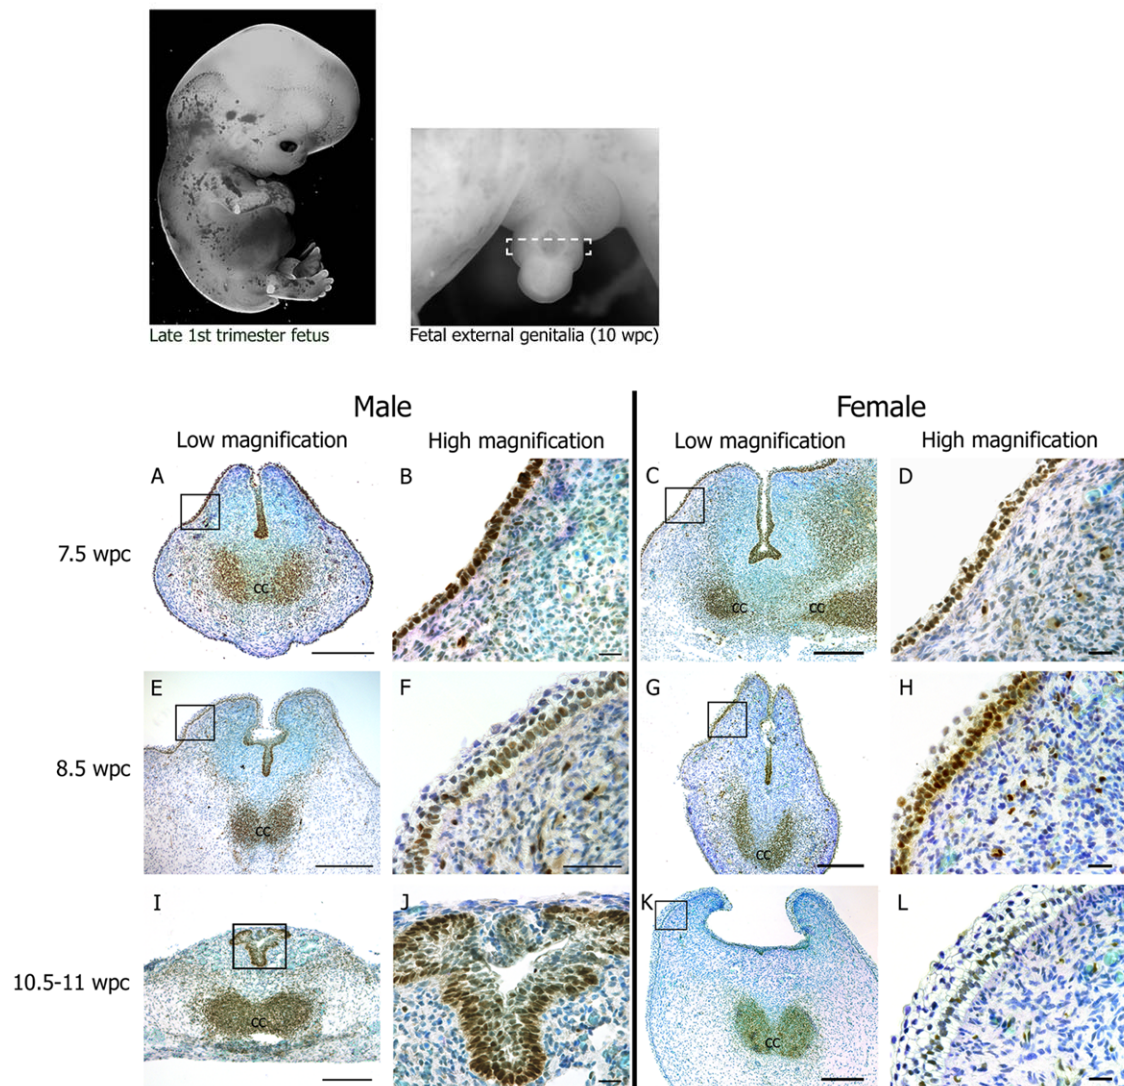 Late 1st trimester fetus
Fetal external genitalia (10 wpc)
Male
Female
Low magnification
High magnification
Low magnification
High magnification
7.5 wpc
A
cc
B
C
cc
cc
D
8.5 wpc
E
cc
F
G
cc
H
10.5-11 wpc
I
cc
J
K
cc
L